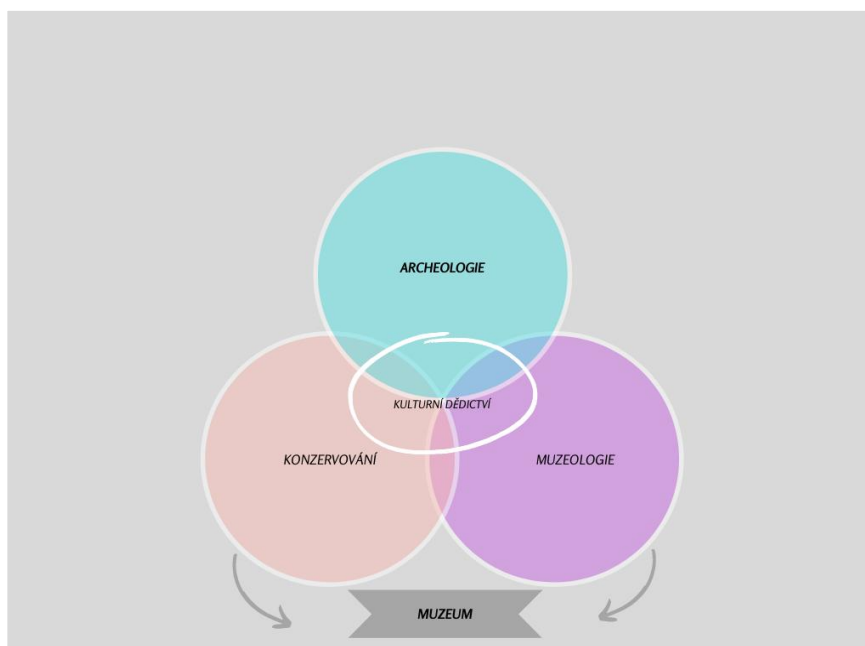 ARCHEOLOGIE
KULTURNÍ DĚDICTVÍ
KONZERVOVÁNÍ
MUZEOLOGIE
MUZEUM